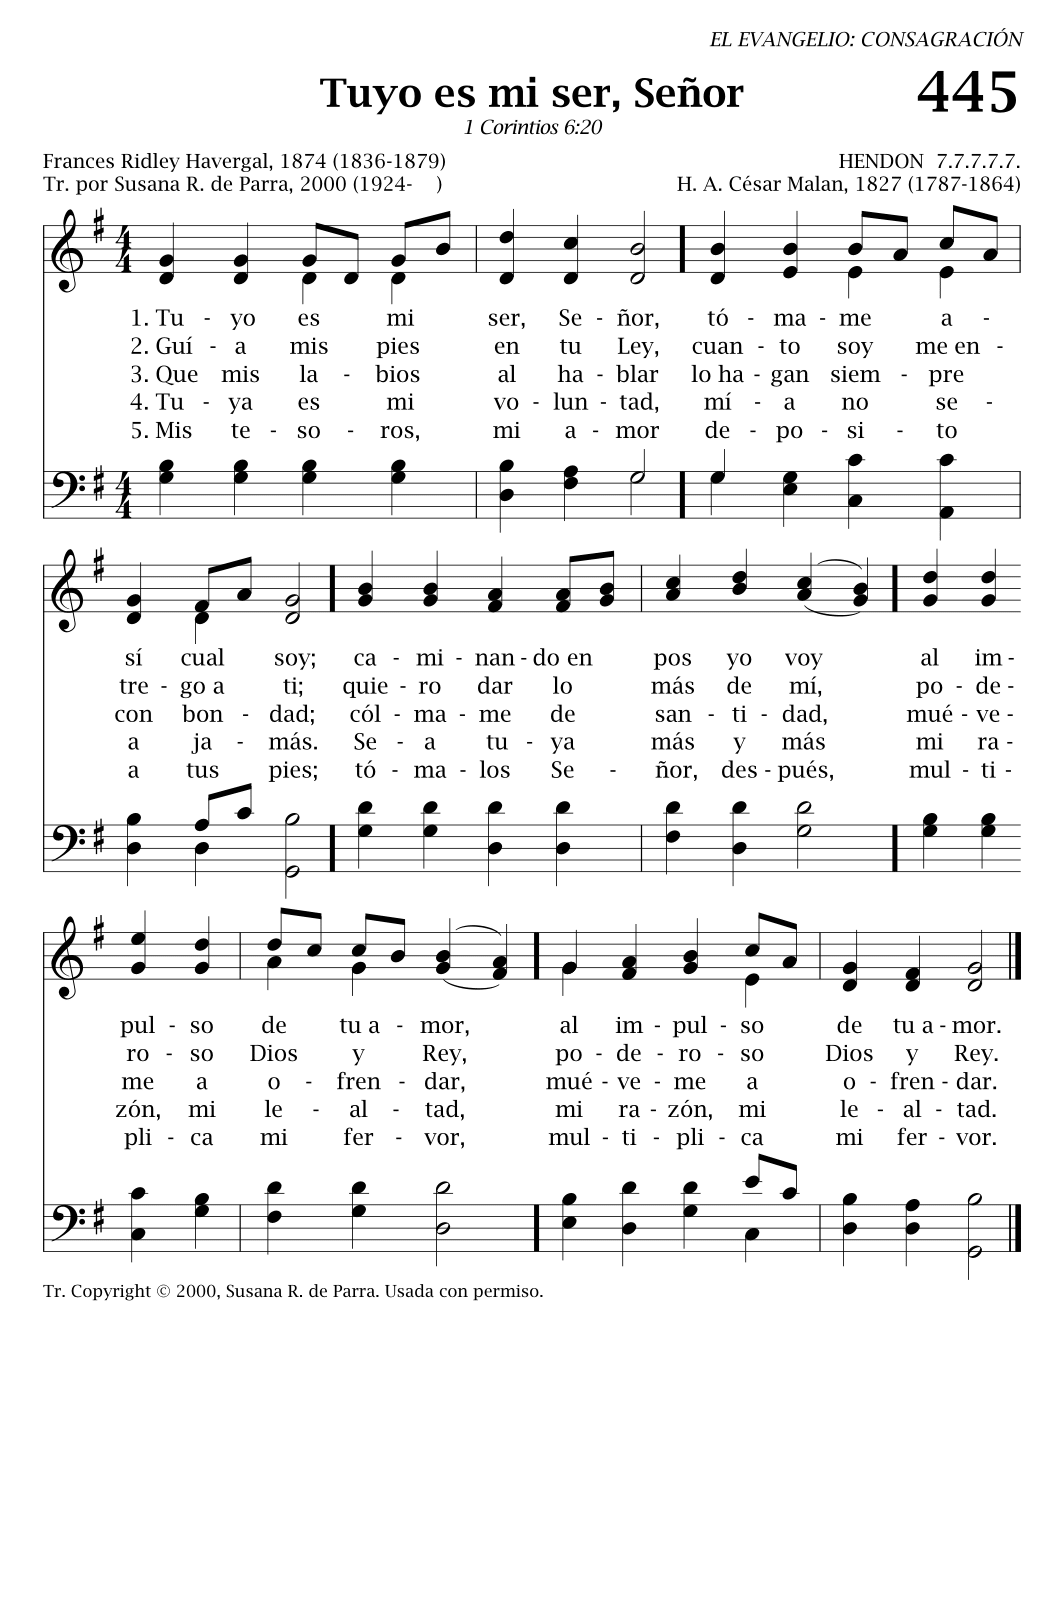 EL EVANGELIO: CONSAGRACIÓN
Tuyo es mi ser, Señor
445
1 Corintios 6:20
Frances Ridley Havergal, 1874 (1836-1879)
HENDON 7.7.7.7.7.
Tr. por Susana R. de Parra, 2000 (1924- )
H. A. César Malan, 1827 (1787-1864)
1. Tu - yo es mi ser, Se - ñor, tó - ma - me a -
2. Guí - a mis pies en tu Ley, cuan - to soy me en -
3. Que mis la - bios al ha - blar lo ha - gan siem - pre
4. Tu - ya es mi vo - lun - tad, mí - a no se -
5. Mis te - so - ros, mi a - mor de - po - si - to
sí cual soy; ca - mi - nan - do en pos yo voy al im -
tre - go a ti; quie - ro dar lo más de mí, po - de -
con bon - dad; cól - ma - me de san - ti - dad, mué - ve -
a ja - más. Se - a tu - ya más y más mi ra -
a tus pies; tó - ma - los Se - ñor, des - pués, mul - ti -
pul - so de tu a - mor, al im - pul - so de tu a - mor.
ro - so Dios y Rey, po - de - ro - so Dios y Rey.
me a o - fren - dar, mué - ve - me a o - fren - dar.
zón, mi le - al - tad, mi ra - zón, mi le - al - tad.
pli - ca mi fer - vor, mul - ti - pli - ca mi fer - vor.
Tr. Copyright © 2000, Susana R. de Parra. Usada con permiso.